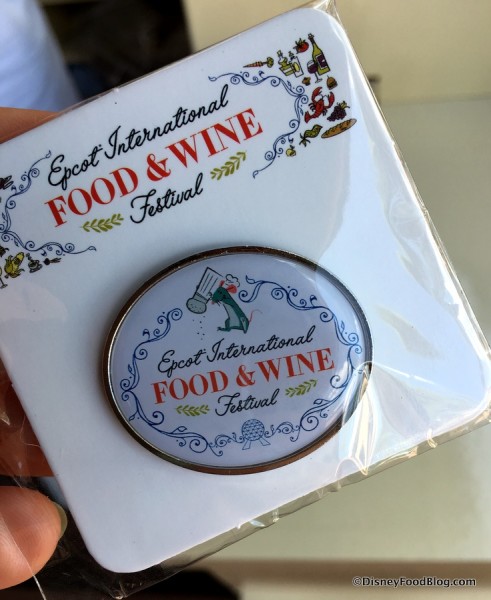 Epcot International
FOOD & WINE
Festival
Epcot International
FOOD & WINE
Festival
©DisneyFoodBlog.com